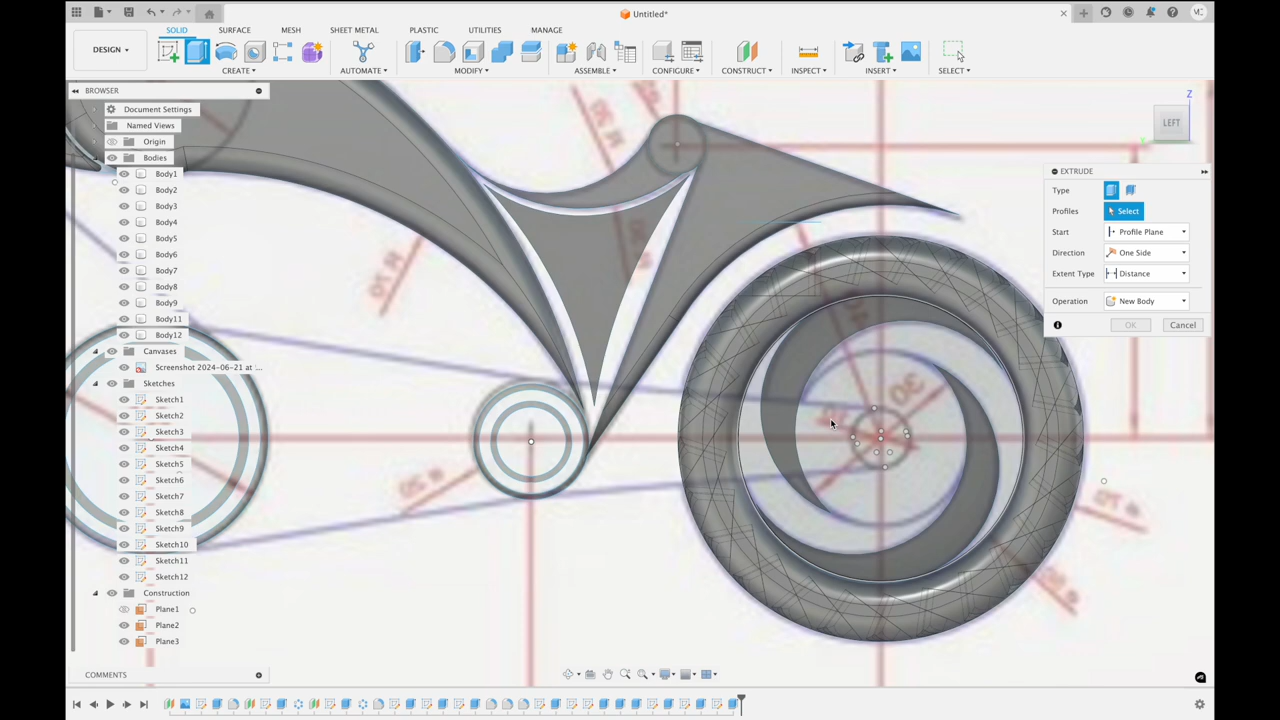 Untitled*
MC
DESIGN
SOLID
SURFACE
MESH
SHEET METAL
PLASTIC
UTILITIES
MANAGE
CREATE
AUTOMATE
MODIFY
ASSEMBLE
CONFIGURE
CONSTRUCT
INSPECT
INSERT
SELECT
BROWSER
Document Settings
Named Views
Origin
Bodies
Body1
Body2
Body3
Body4
Body5
Body6
Body7
Body8
Body9
Body11
Body12
Canvases
Screenshot 2024-06-21 at :...
Sketches
Sketch1
Sketch2
Sketch3
Sketch4
Sketch5
Sketch6
Sketch7
Sketch8
Sketch9
Sketch10
Sketch11
Sketch12
Construction
Plane1
Plane2
Plane3
COMMENTS
Z
LEFT
EXTRUDE
Type
Profiles
Select
Start
Profile Plane
Direction
One Side
Extent Type
Distance
Operation
New Body
OK
Cancel